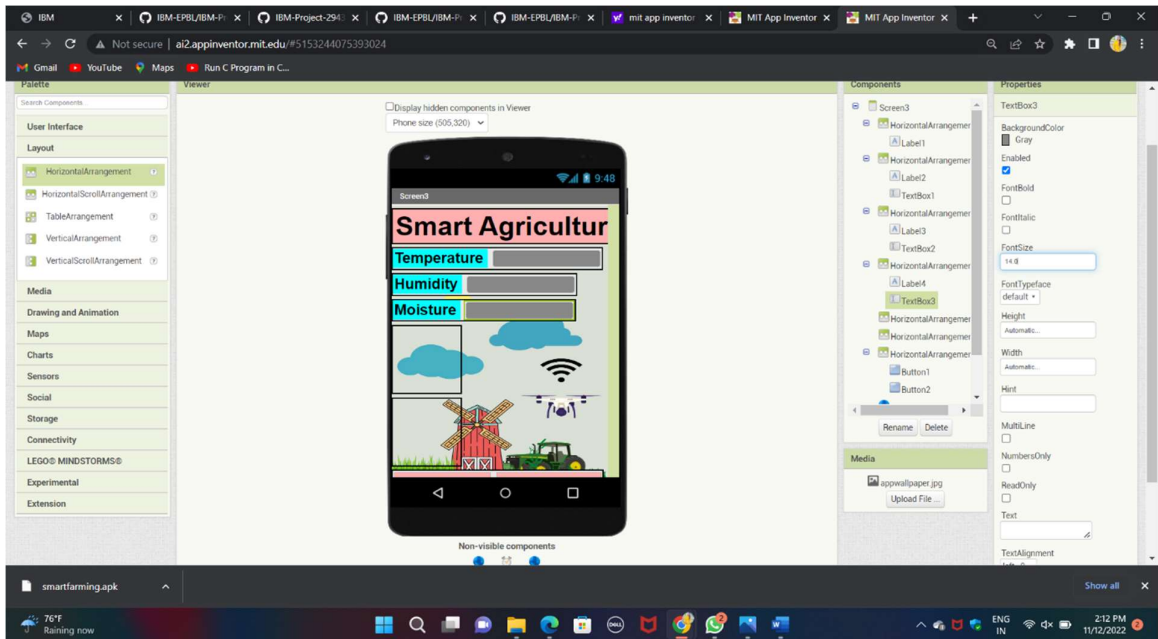 IBM
IBM-EPBL/IBM-Pr
IBM-Project-2943
IBM-EPBL/IBM-Pr
IBM-EPBL/IBM-Pr
mit app inventor
MIT App Inventor
MIT App Inventor
Not secure | ai2.appinventor.mit.edu/#5153244075393024
Gmail YouTube Maps Run C Program in C...
Palette
Search Components...
User Interface
Layout
HorizontalArrangement
HorizontalScrollArrangement
TableArrangement
VerticalArrangement
VerticalScrollArrangement
Media
Drawing and Animation
Maps
Charts
Sensors
Social
Storage
Connectivity
LEGO® MINDSTORMS®
Experimental
Extension
Viewer
Display hidden components in Viewer
Phone size (505,320)
9:48
Screen3
Smart Agricultur
Temperature
Humidity
Moisture
Non-visible components
Components
Screen3
HorizontalArrangemer
Label1
HorizontalArrangemer
Label2
TextBox1
HorizontalArrangemer
Label3
TextBox2
HorizontalArrangemer
Label4
TextBox3
HorizontalArrangemer
HorizontalArrangemer
HorizontalArrangemer
Button1
Button2
Rename Delete
Media
appwallpaper.jpg
Upload File ...
Properties
TextBox3
BackgroundColor
Gray
Enabled
FontBold
FontItalic
FontSize
14.0
FontTypeface
default
Height
Automatic...
Width
Automatic...
Hint
MultiLine
NumbersOnly
ReadOnly
Text
TextAlignment
smartfarming.apk
Show all
76°F
Raining now
ENG
IN
2:12 PM
11/12/2022